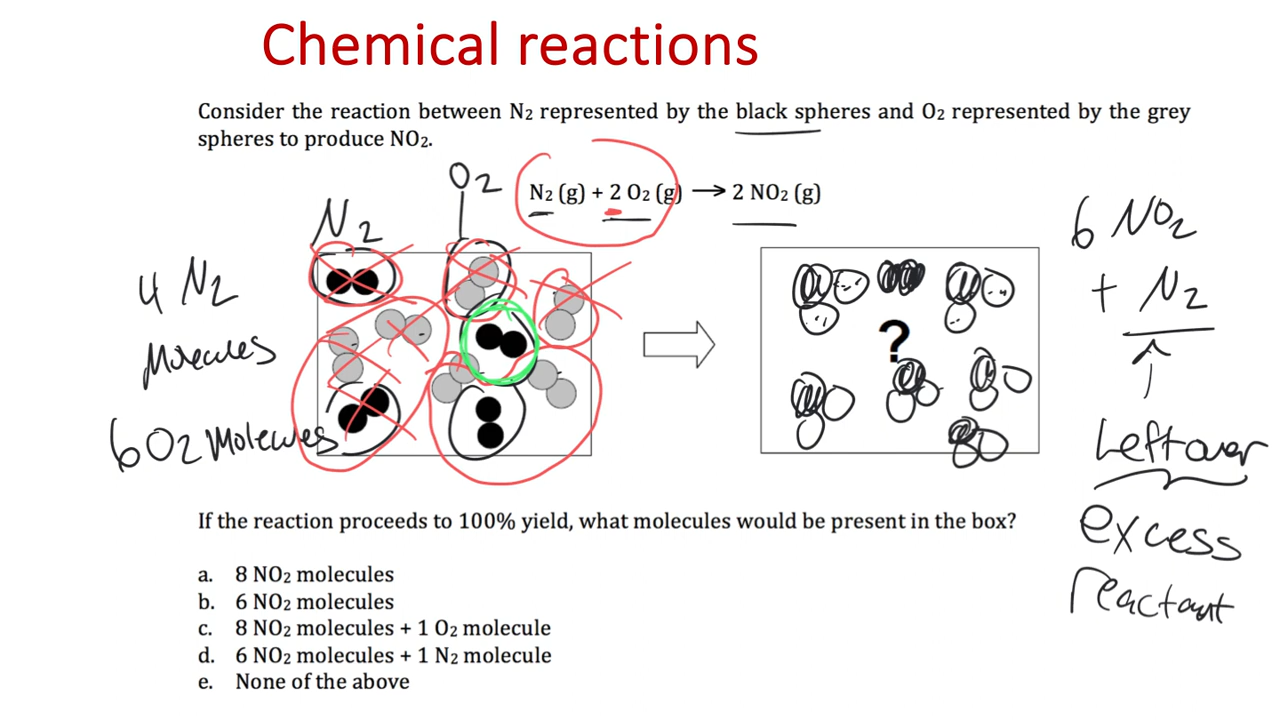 Chemical reactions
Consider the reaction between N2 represented by the black spheres and O2 represented by the grey
spheres to produce NO2.
N2 (g) + 2 O2 (g) → 2 NO2 (g)
N2
O2
4 N2
Molecules
6 O2 Molecules
?
6 NO2
+ N2
Leftover
excess
reactant
If the reaction proceeds to 100% yield, what molecules would be present in the box?
a. 8 NO2 molecules
b. 6 NO2 molecules
c. 8 NO2 molecules + 1 O2 molecule
d. 6 NO2 molecules + 1 N2 molecule
e. None of the above